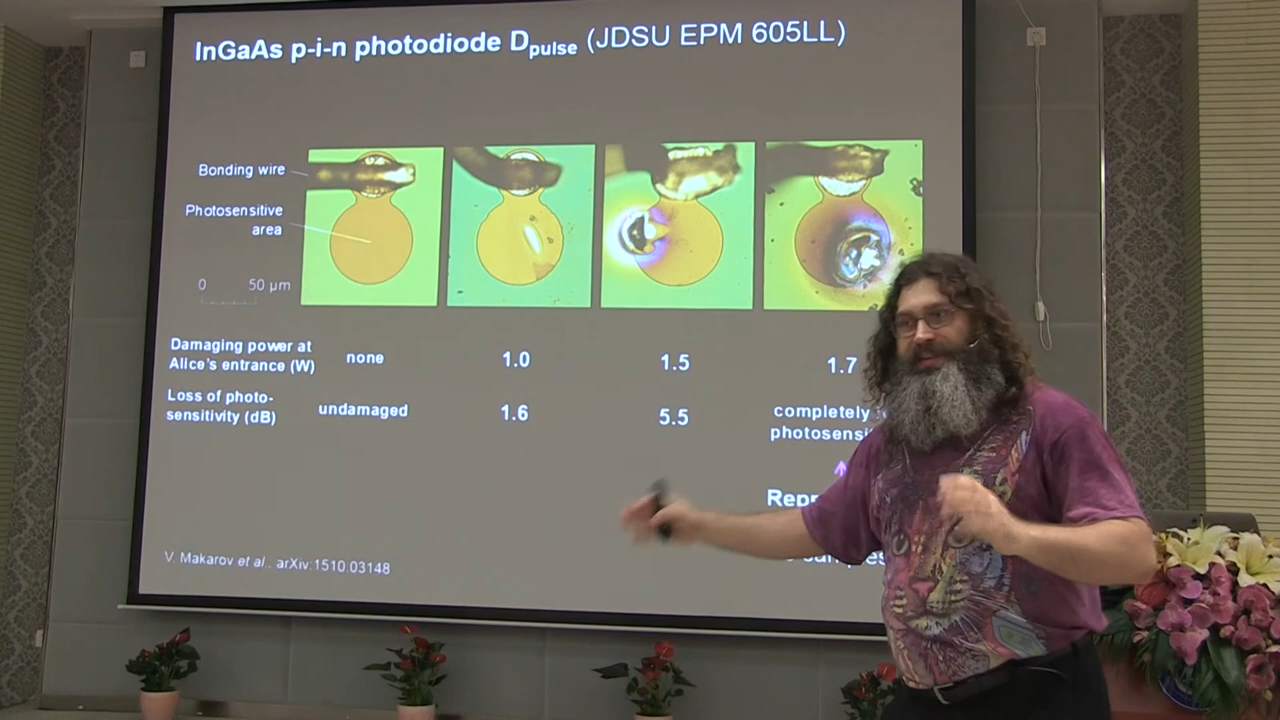 InGaAs p-i-n photodiode Dpulse (JDSU EPM 605LL)
Bonding wire
Photosensitive
area
0 50 µm
Damaging power at
Alice's entrance (W)
none 1.0 1.5 1.7
Loss of photo-
sensitivity (dB)
undamaged 1.6 5.5 completely
V. Makarov et al., arXiv:1510.03148